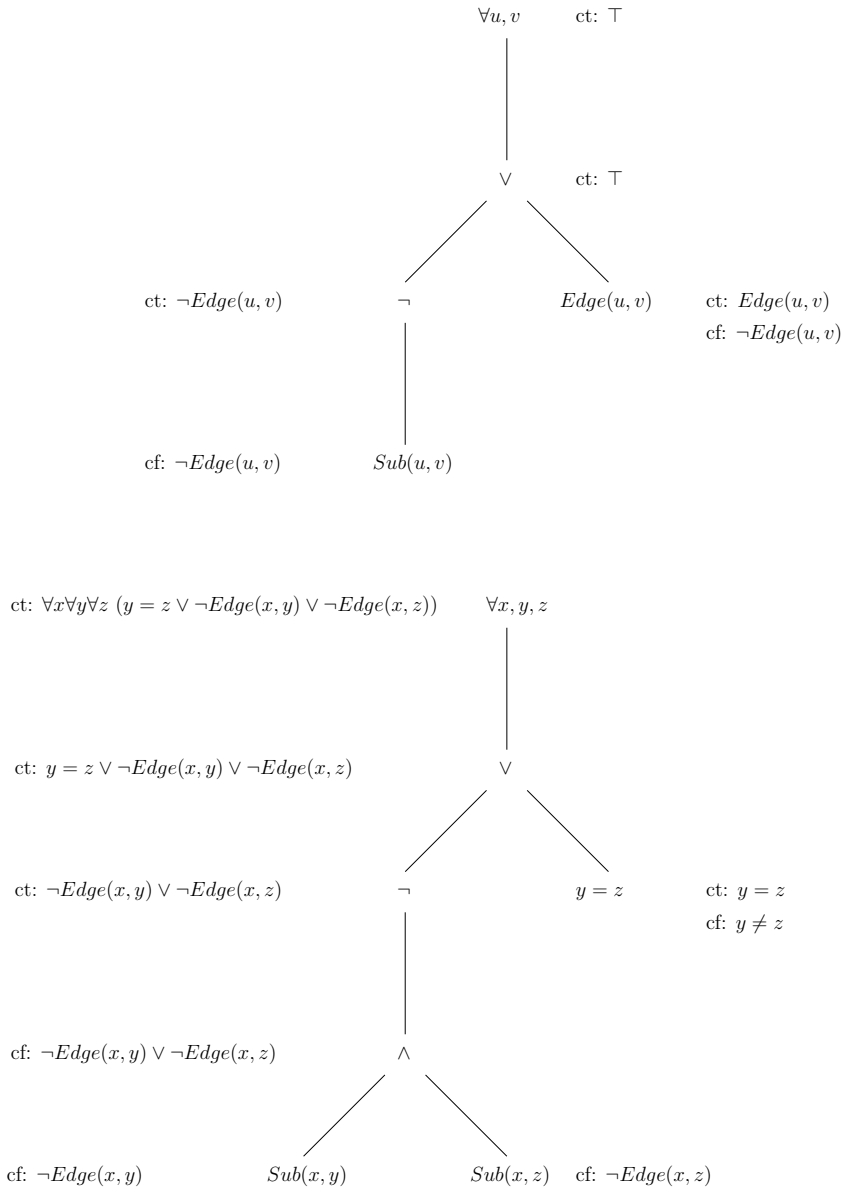 ∀u, v ct: ⊤
∨ ct: ⊤
ct: ¬Edge(u, v) ¬ Edge(u, v) ct: Edge(u, v)
cf: ¬Edge(u, v)
cf: ¬Edge(u, v) Sub(u, v)
ct: ∀x∀y∀z (y = z ∨ ¬Edge(x, y) ∨ ¬Edge(x, z)) ∀x, y, z
ct: y = z ∨ ¬Edge(x, y) ∨ ¬Edge(x, z) ∨
ct: ¬Edge(x, y) ∨ ¬Edge(x, z) ¬ y = z ct: y = z
cf: y ≠ z
cf: ¬Edge(x, y) ∨ ¬Edge(x, z) ∧
cf: ¬Edge(x, y) Sub(x, y) Sub(x, z) cf: ¬Edge(x, z)